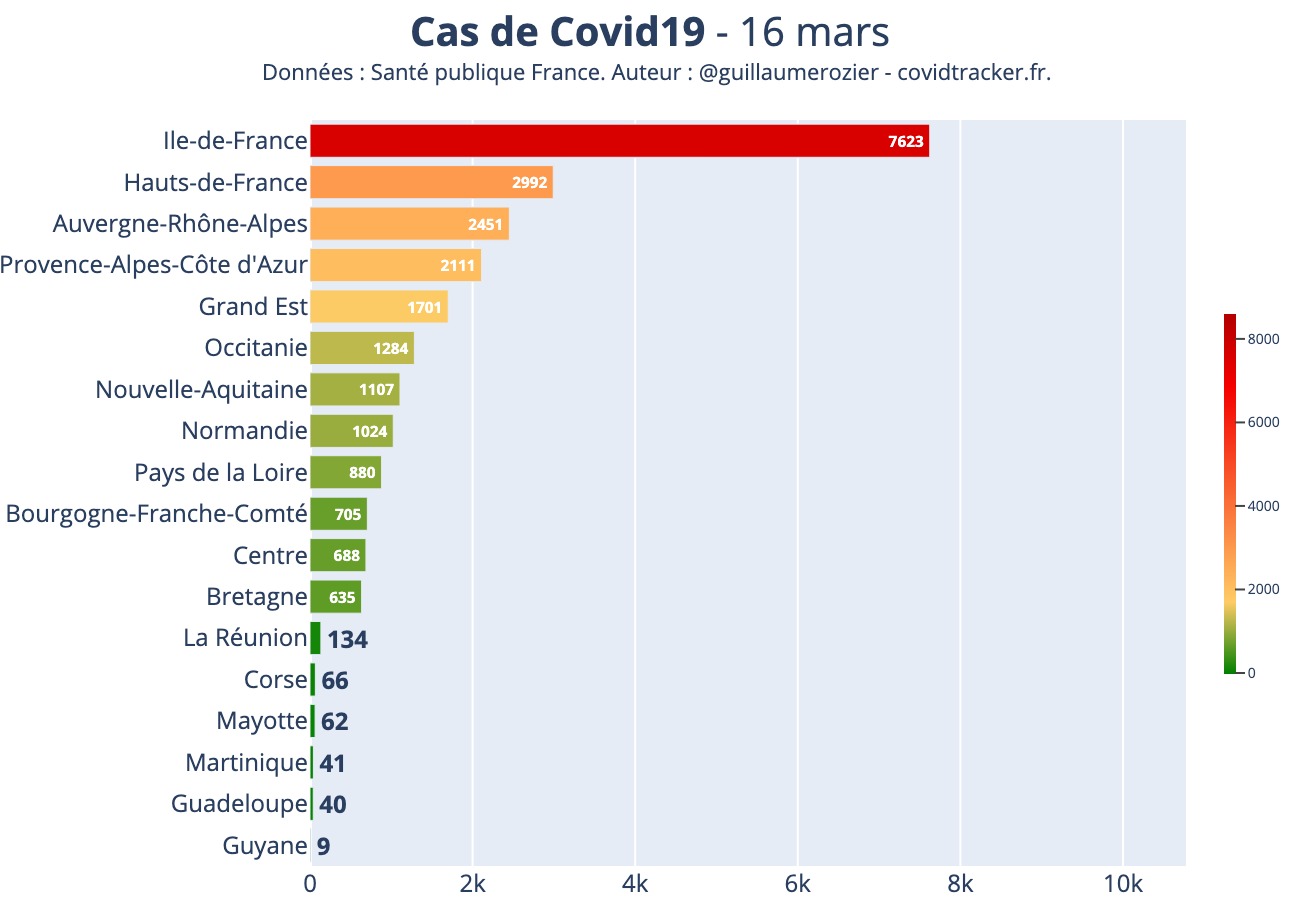 Cas de Covid19 - 16 mars
Données : Santé publique France. Auteur : @guillaumerozier - covidtracker.fr.
Ile-de-France 7623
Hauts-de-France 2992
Auvergne-Rhône-Alpes 2451
Provence-Alpes-Côte d'Azur 2111
Grand Est 1701
Occitanie 1284
Nouvelle-Aquitaine 1107
Normandie 1024
Pays de la Loire 880
Bourgogne-Franche-Comté 705
Centre 688
Bretagne 635
La Réunion 134
Corse 66
Mayotte 62
Martinique 41
Guadeloupe 40
Guyane 9
0 2k 4k 6k 8k 10k
8000
6000
4000
2000
0